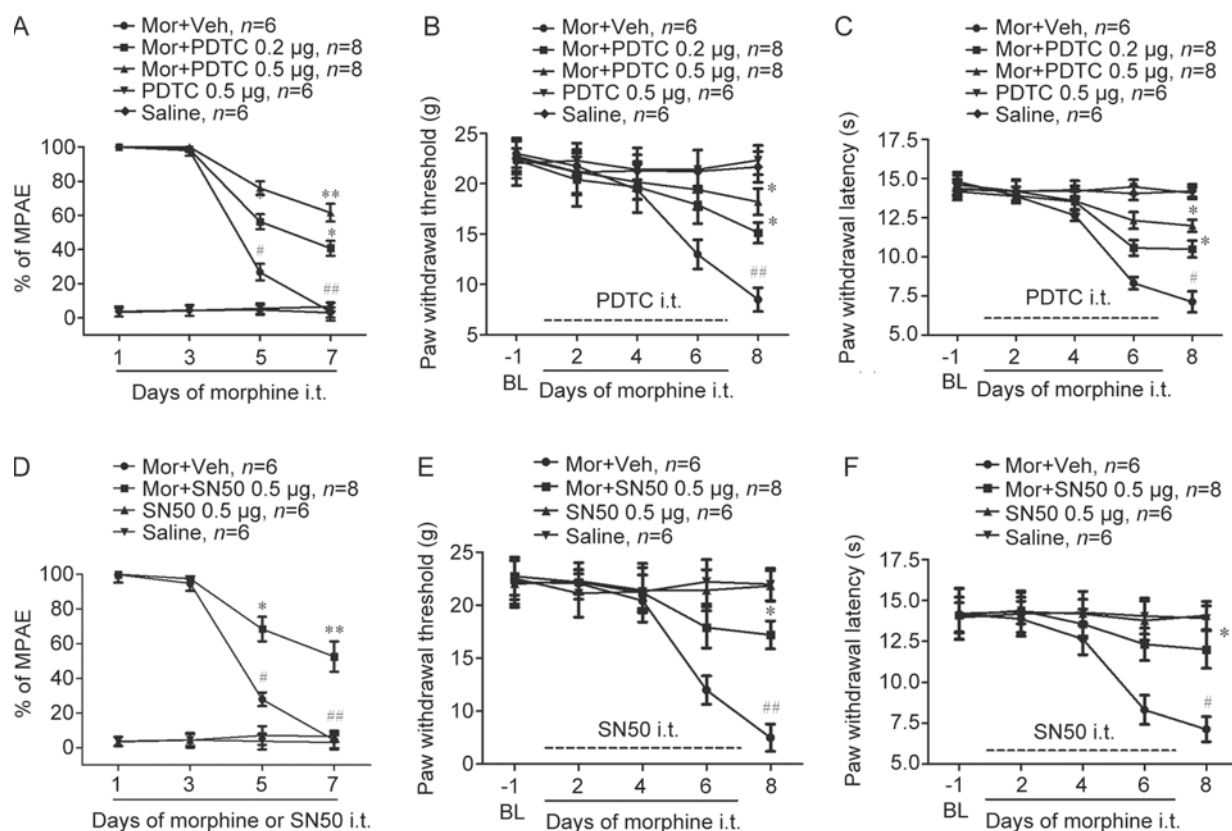 A
Mor+Veh, n=6
Mor+PDTC 0.2 µg, n=8
Mor+PDTC 0.5 µg, n=8
PDTC 0.5 µg, n=6
Saline, n=6
% of MPAE
100
80
60
40
20
0
**
*
*
#
##
1 3 5 7
Days of morphine i.t.
B
Mor+Veh, n=6
Mor+PDTC 0.2 µg, n=8
Mor+PDTC 0.5 µg, n=8
PDTC 0.5 µg, n=6
Saline, n=6
Paw withdrawal threshold (g)
25
20
15
10
5
*
*
##
PDTC i.t.
-1 2 4 6 8
BL
Days of morphine i.t.
C
Mor+Veh, n=6
Mor+PDTC 0.2 µg, n=8
Mor+PDTC 0.5 µg, n=8
PDTC 0.5 µg, n=6
Saline, n=6
Paw withdrawal latency (s)
17.5
15.0
12.5
10.0
7.5
5.0
*
*
#
PDTC i.t.
-1 2 4 6 8
BL
Days of morphine i.t.
D
Mor+Veh, n=6
Mor+SN50 0.5 µg, n=8
SN50 0.5 µg, n=6
Saline, n=6
% of MPAE
100
80
60
40
20
0
*
**
#
##
1 3 5 7
Days of morphine or SN50 i.t.
E
Mor+Veh, n=6
Mor+SN50 0.5 µg, n=8
SN50 0.5 µg, n=6
Saline, n=6
Paw withdrawal threshold (g)
25
20
15
10
5
*
##
SN50 i.t.
-1 2 4 6 8
BL
Days of morphine i.t.
F
Mor+Veh, n=6
Mor+SN50 0.5 µg, n=8
SN50 0.5 µg, n=6
Saline, n=6
Paw withdrawal latency (s)
17.5
15.0
12.5
10.0
7.5
5.0
*
#
SN50 i.t.
-1 2 4 6 8
BL
Days of morphine i.t.